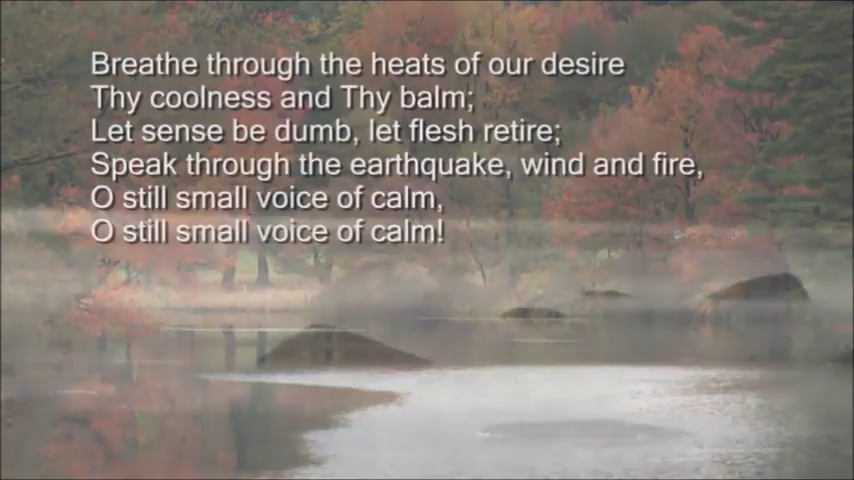 Breathe through the heats of our desire
Thy coolness and Thy balm;
Let sense be dumb, let flesh retire;
Speak through the earthquake, wind and fire,
O still small voice of calm,
O still small voice of calm!